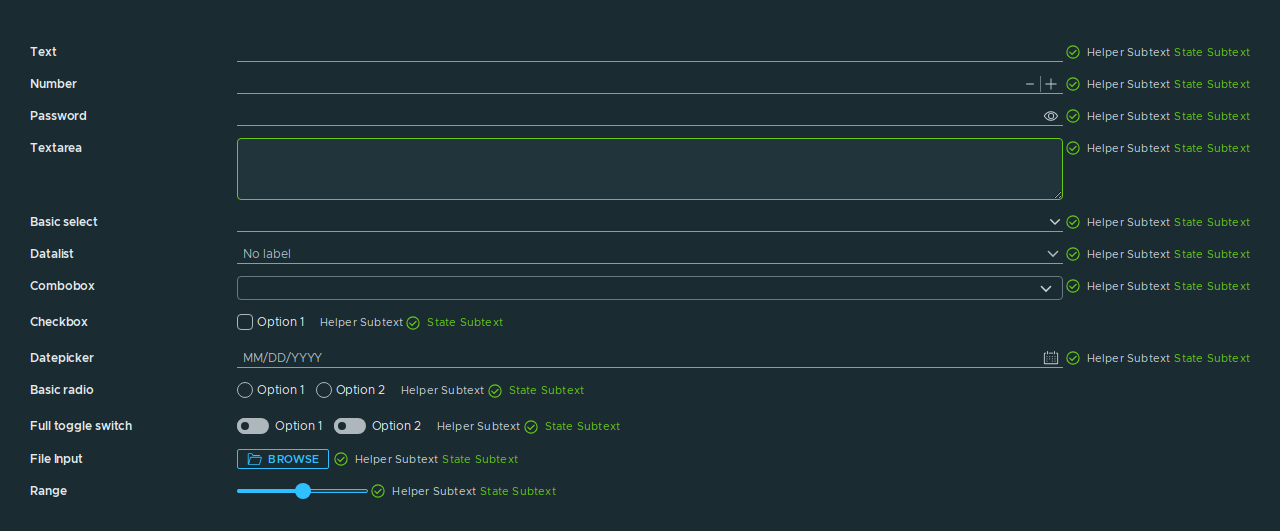 Text Helper Subtext State Subtext
Number Helper Subtext State Subtext
Password Helper Subtext State Subtext
Textarea Helper Subtext State Subtext
Basic select Helper Subtext State Subtext
Datalist No label Helper Subtext State Subtext
Combobox Helper Subtext State Subtext
Checkbox Option 1 Helper Subtext State Subtext
Datepicker MM/DD/YYYY Helper Subtext State Subtext
Basic radio Option 1 Option 2 Helper Subtext State Subtext
Full toggle switch Option 1 Option 2 Helper Subtext State Subtext
File Input BROWSE Helper Subtext State Subtext
Range Helper Subtext State Subtext